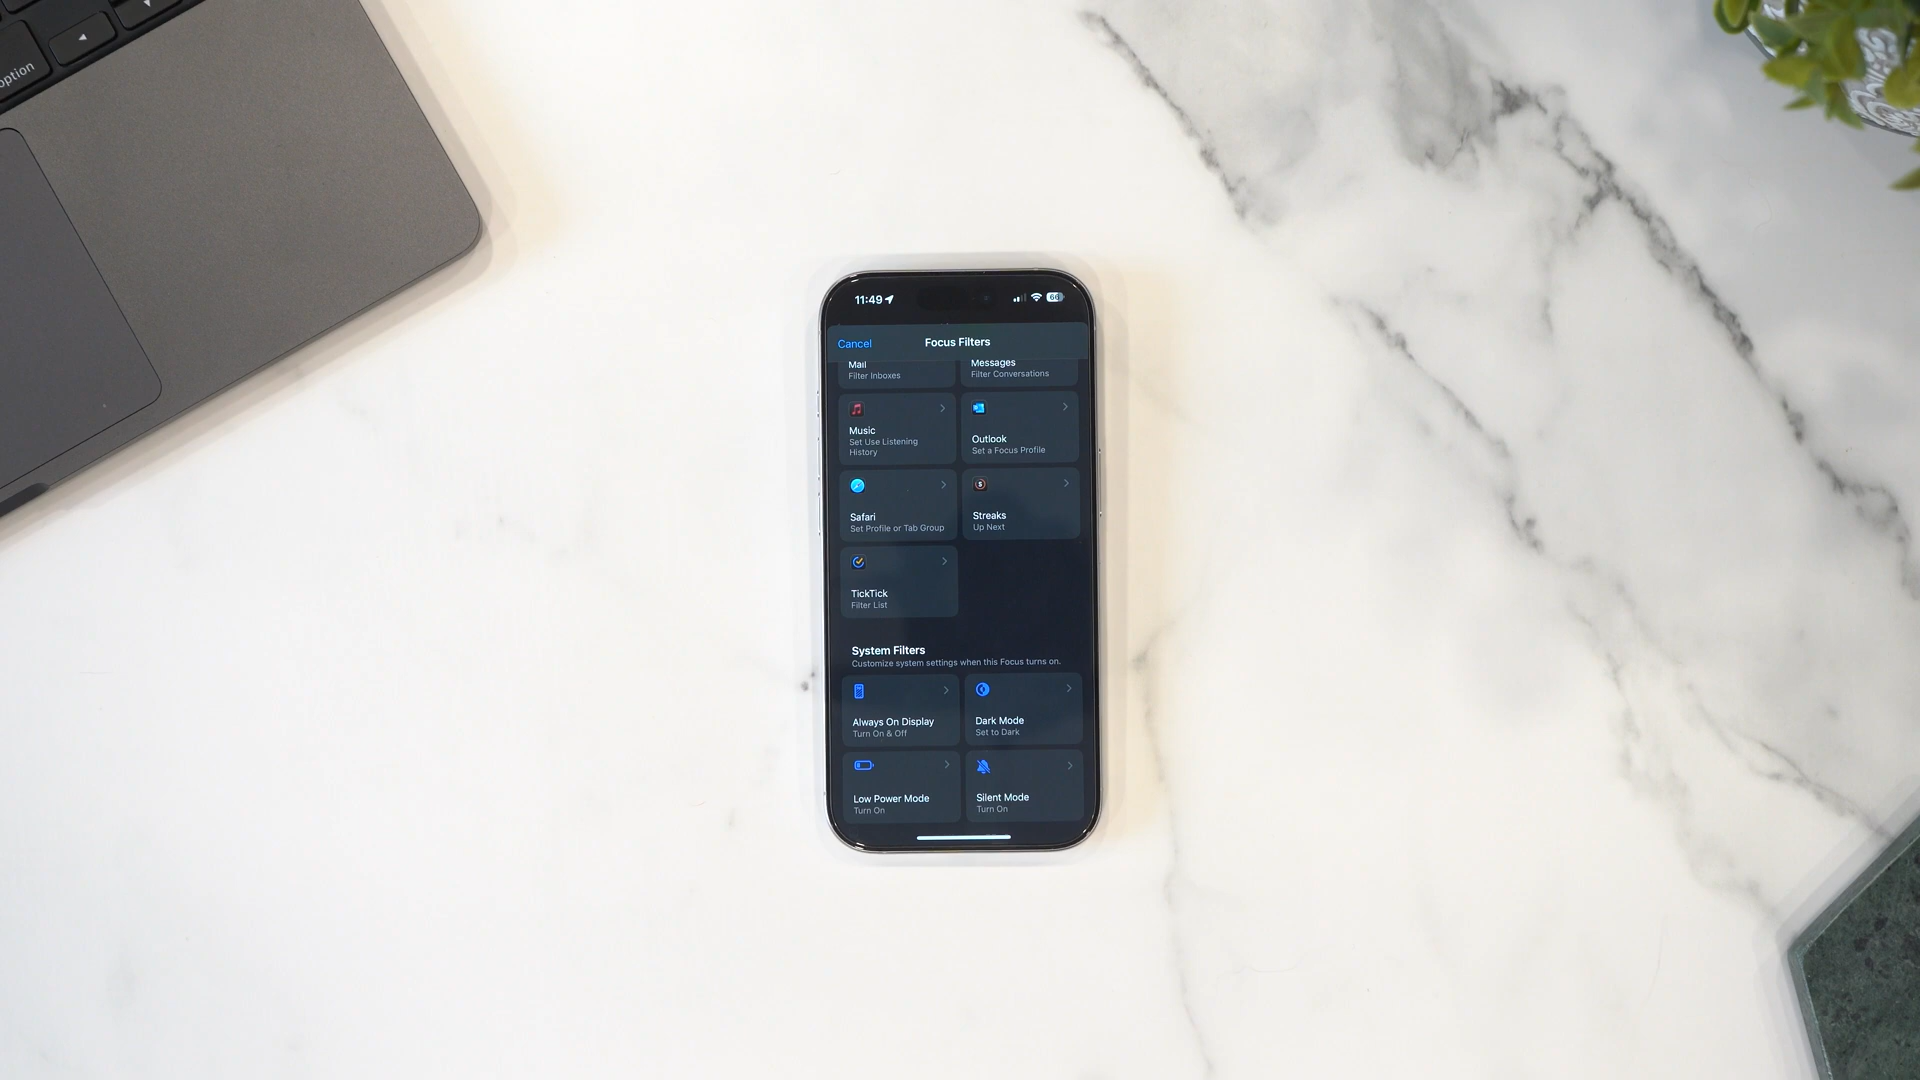 option
11:49
66
Cancel
Focus Filters
Mail
Filter Inboxes
Messages
Filter Conversations
Music
Set Use Listening
History
Outlook
Set a Focus Profile
Safari
Set Profile or Tab Group
Streaks
Up Next
TickTick
Filter List
System Filters
Customize system settings when this Focus turns on.
Always On Display
Turn On & Off
Dark Mode
Set to Dark
Low Power Mode
Turn On
Silent Mode
Turn On